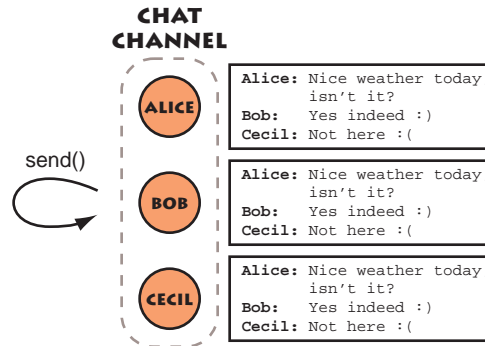 CHAT
CHANNEL
ALICE
Alice: Nice weather today
isn't it?
Bob: Yes indeed :)
Cecil: Not here :(
send()
BOB
Alice: Nice weather today
isn't it?
Bob: Yes indeed :)
Cecil: Not here :(
CECIL
Alice: Nice weather today
isn't it?
Bob: Yes indeed :)
Cecil: Not here :(